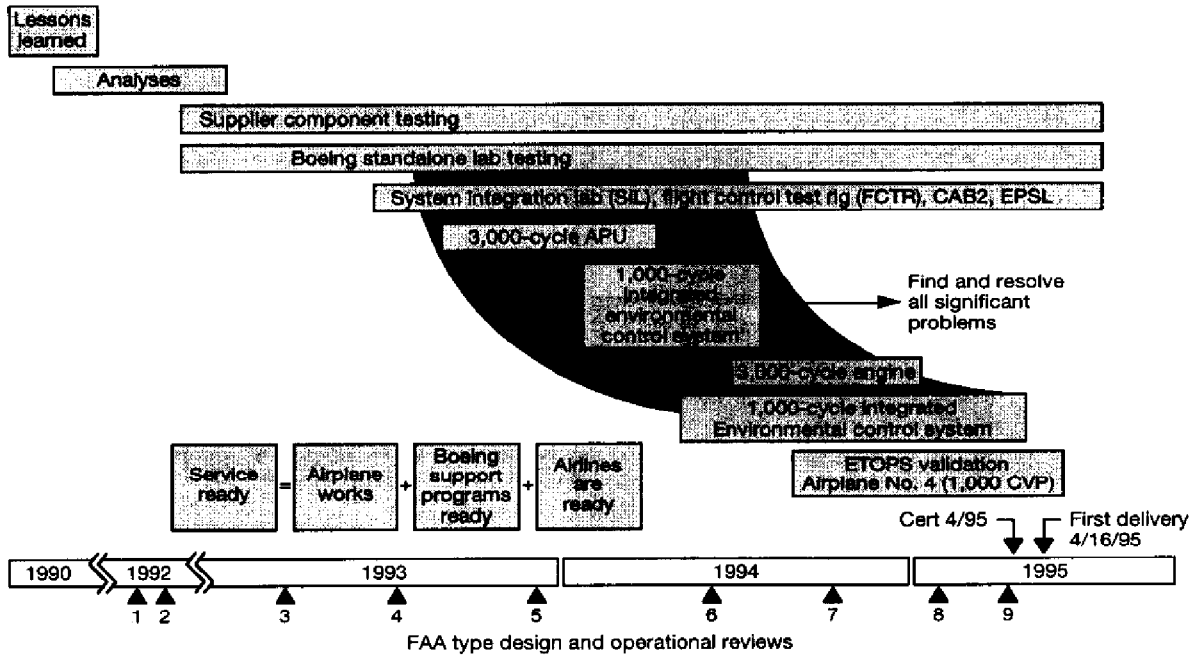 Lessons
learned
Analyses
Supplier component testing
Boeing standalone lab testing
System integration lab (SIL), flight control test rig (FCTR), CAB2, EPSL
3,000-cycle APU
1,000-cycle
integrated
environmental
control system
Find and resolve
all significant
problems
3,000-cycle engine
1,000-cycle integrated
Environmental control system
ETOPS validation
Airplane No. 4 (1,000 CVP)
Service
ready
=
Airplane
works
+
Boeing
support
programs
ready
+
Airlines
are
ready
Cert 4/95
First delivery
4/16/95
1990 1992 1993 1994 1995
1 2 3 4 5 6 7 8 9
FAA type design and operational reviews